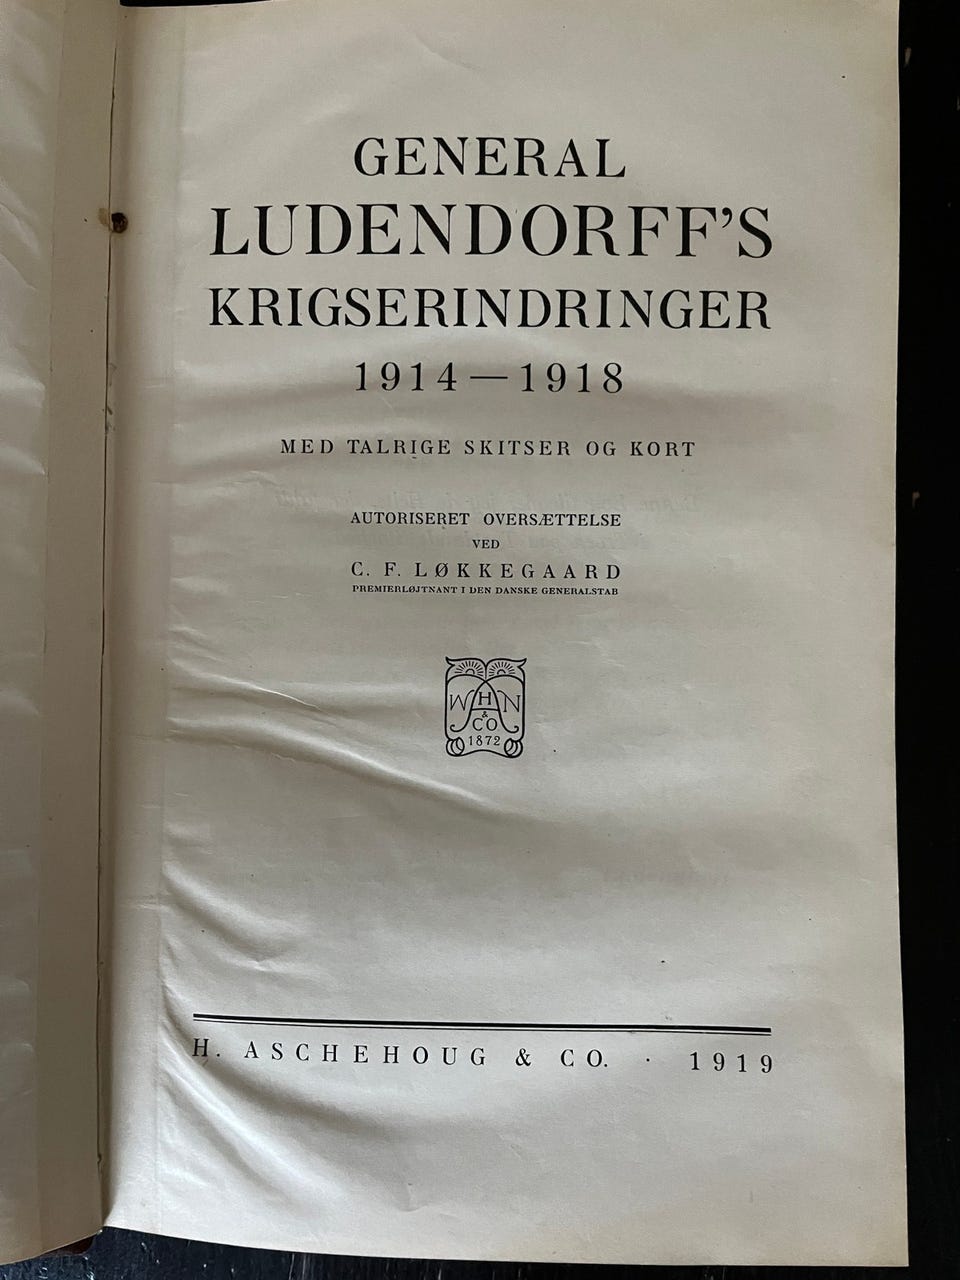 GENERAL
LUDENDORFF'S
KRIGSERINDRINGER
1914—1918
MED TALRIGE SKITSER OG KORT
AUTORISERET OVERSÆTTELSE
VED
C. F. LØKKEGAARD
PREMIERLØJTNANT I DEN DANSKE GENERALSTAB
W H N
&
CO
1872
H. ASCHEHOUG & CO. · 1919